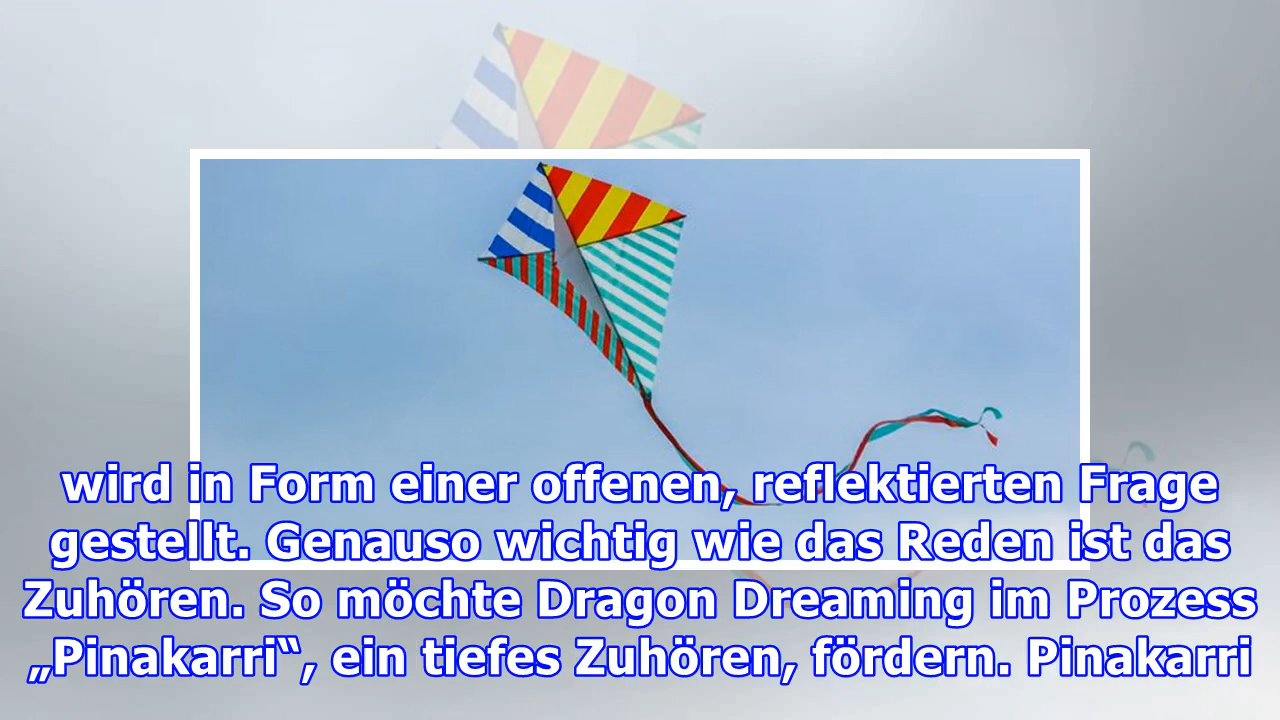 wird in Form einer offenen, reflektierten Frage
gestellt. Genauso wichtig wie das Reden ist das
Zuhören. So möchte Dragon Dreaming im Prozess
„Pinakarri“, ein tiefes Zuhören, fördern. Pinakarri